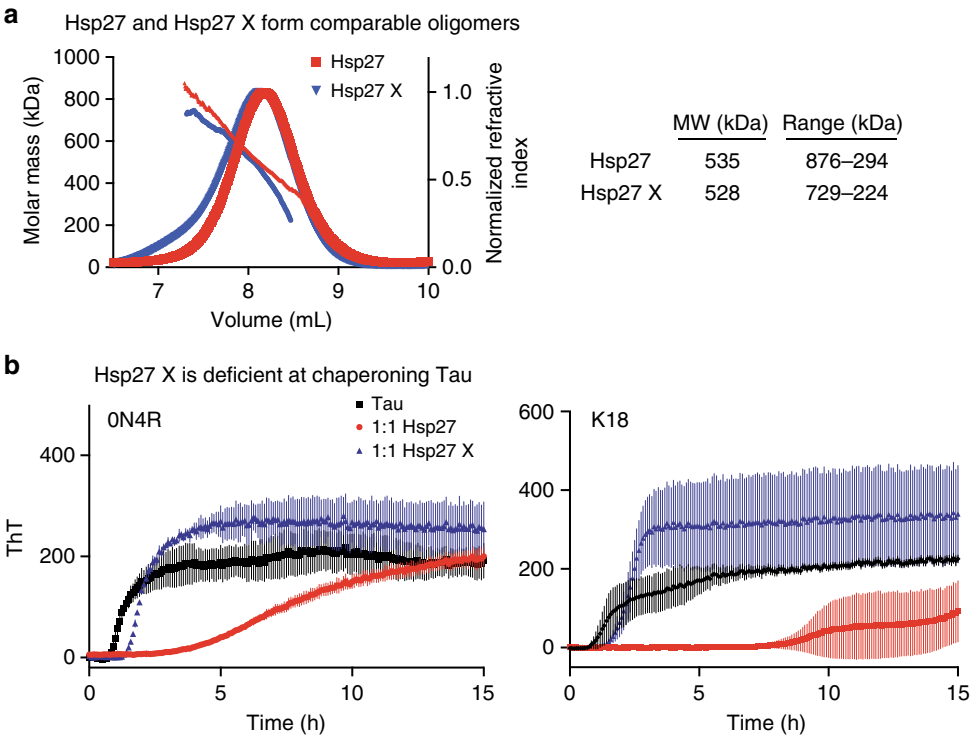 a
Hsp27 and Hsp27 X form comparable oligomers
Molar mass (kDa)
1000
800
600
400
200
0
Hsp27
Hsp27 X
1.0
0.5
0.0
Normalized refractive
index
7
8
9
10
Volume (mL)
MW (kDa) Range (kDa)
Hsp27 535 876–294
Hsp27 X 528 729–224
b
Hsp27 X is deficient at chaperoning Tau
0N4R
Tau
1:1 Hsp27
1:1 Hsp27 X
ThT
400
200
0
0
5
10
15
Time (h)
K18
600
400
200
0
0
5
10
15
Time (h)